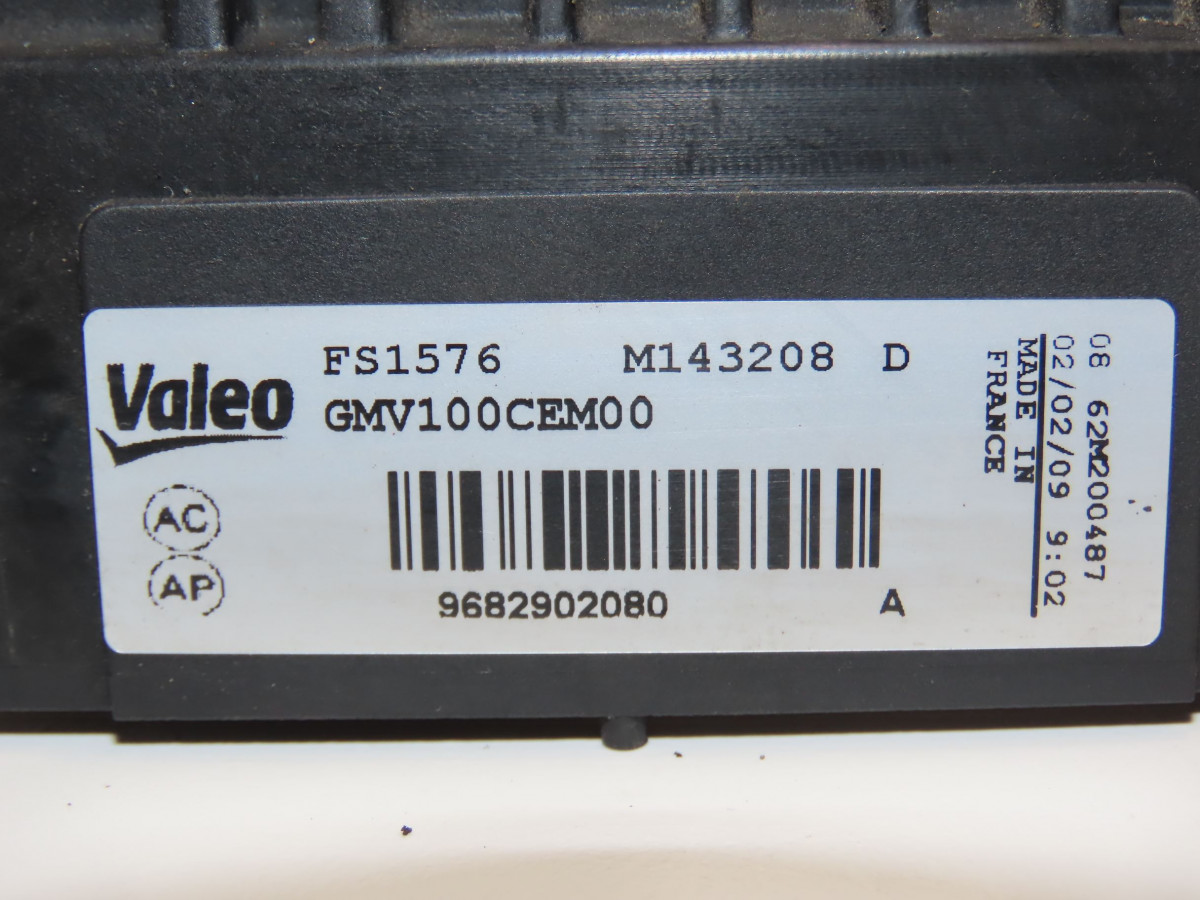 Valeo
FS1576 M143208 D
GMV100CEM00
AC
AP
9682902080 A
08 62M200487
02/02/09 9:02
MADE IN
FRANCE